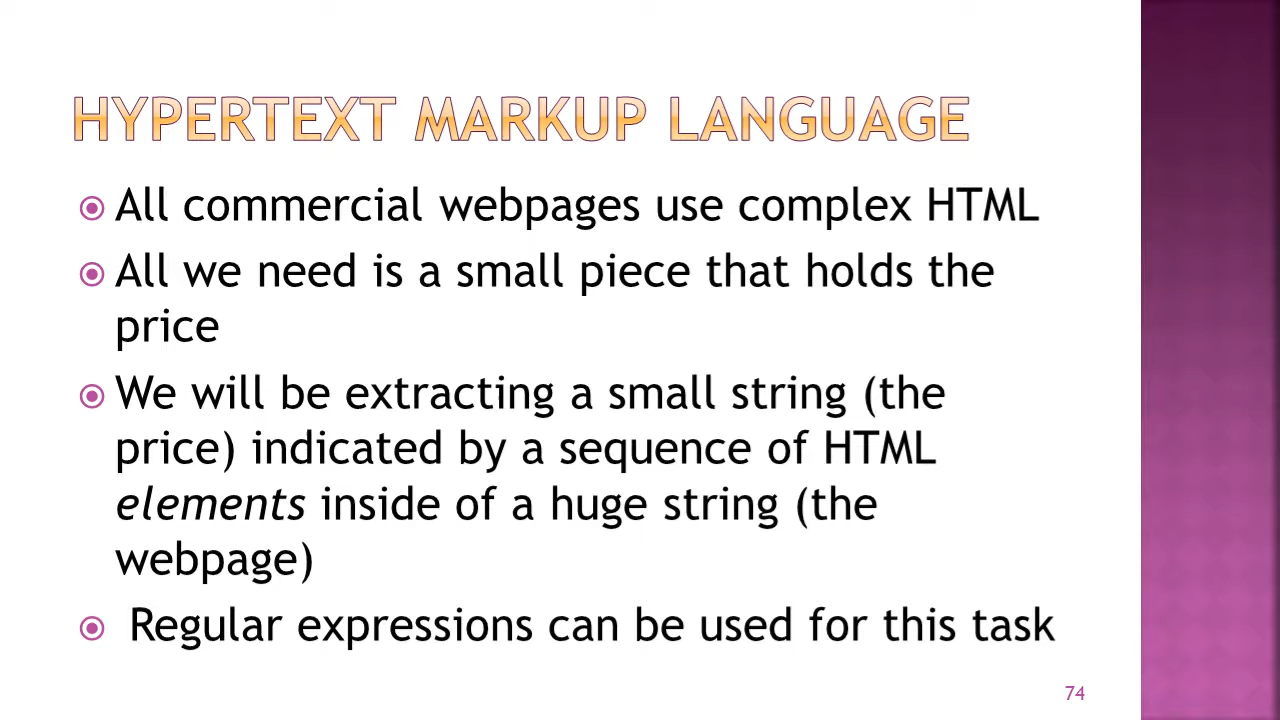 HYPERTEXT MARKUP LANGUAGE
All commercial webpages use complex HTML
All we need is a small piece that holds the
price
We will be extracting a small string (the
price) indicated by a sequence of HTML
elements inside of a huge string (the
webpage)
Regular expressions can be used for this task
74